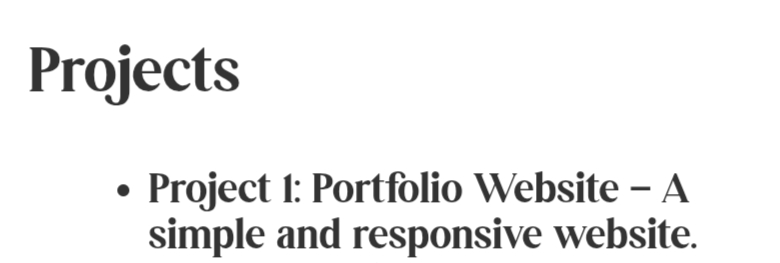 Projects
• Project 1: Portfolio Website – A
simple and responsive website.